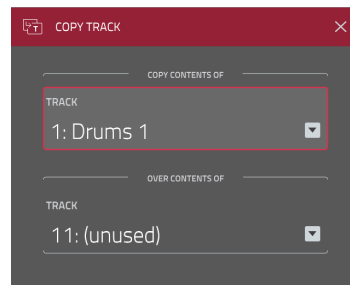 COPY TRACK
COPY CONTENTS OF
TRACK
1: Drums 1
OVER CONTENTS OF
TRACK
11: (unused)